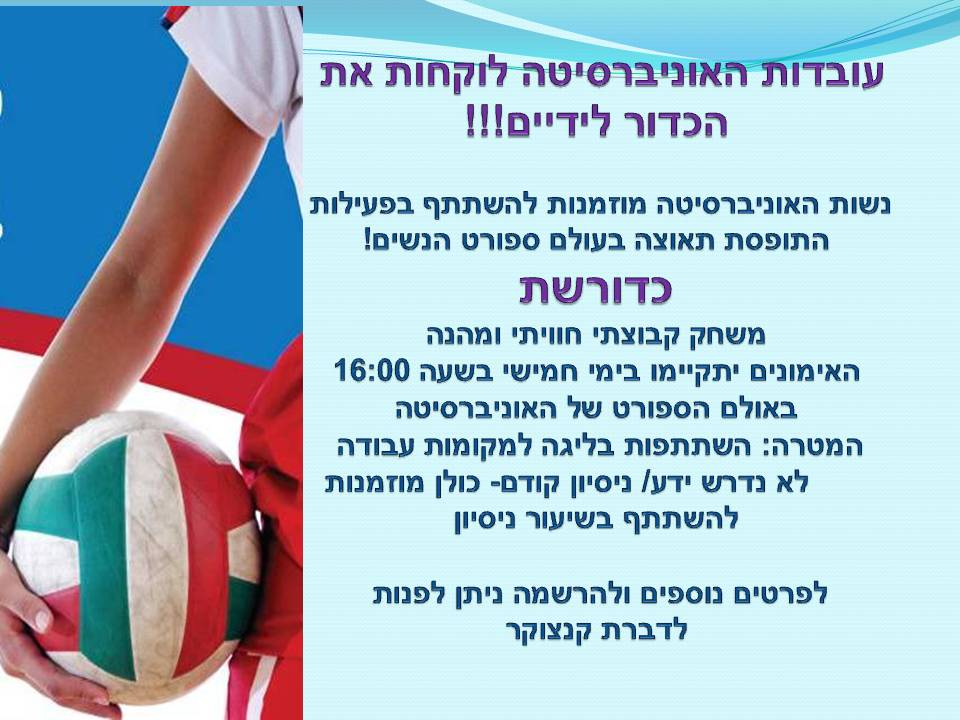 עובדות האוניברסיטה לוקחות את
הכדור לידיים!!!
נשות האוניברסיטה מוזמנות להשתתף בפעילות
התופסת תאוצה בעולם ספורט הנשים!
כדורשת
משחק קבוצתי חוויתי ומהנה
האימונים יתקיימו בימי חמישי בשעה 16:00
באולם הספורט של האוניברסיטה
המטרה: השתתפות בליגה למקומות עבודה
לא נדרש ידע/ ניסיון קודם- כולן מוזמנות
להשתתף בשיעור ניסיון
לפרטים נוספים ולהרשמה ניתן לפנות
לדברת קנצוקר